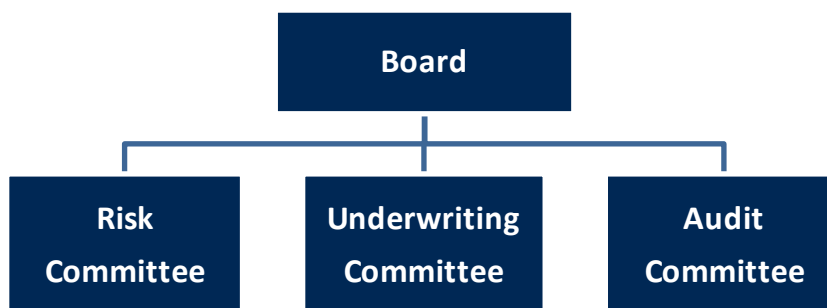 Board
Risk
Committee
Underwriting
Committee
Audit
Committee